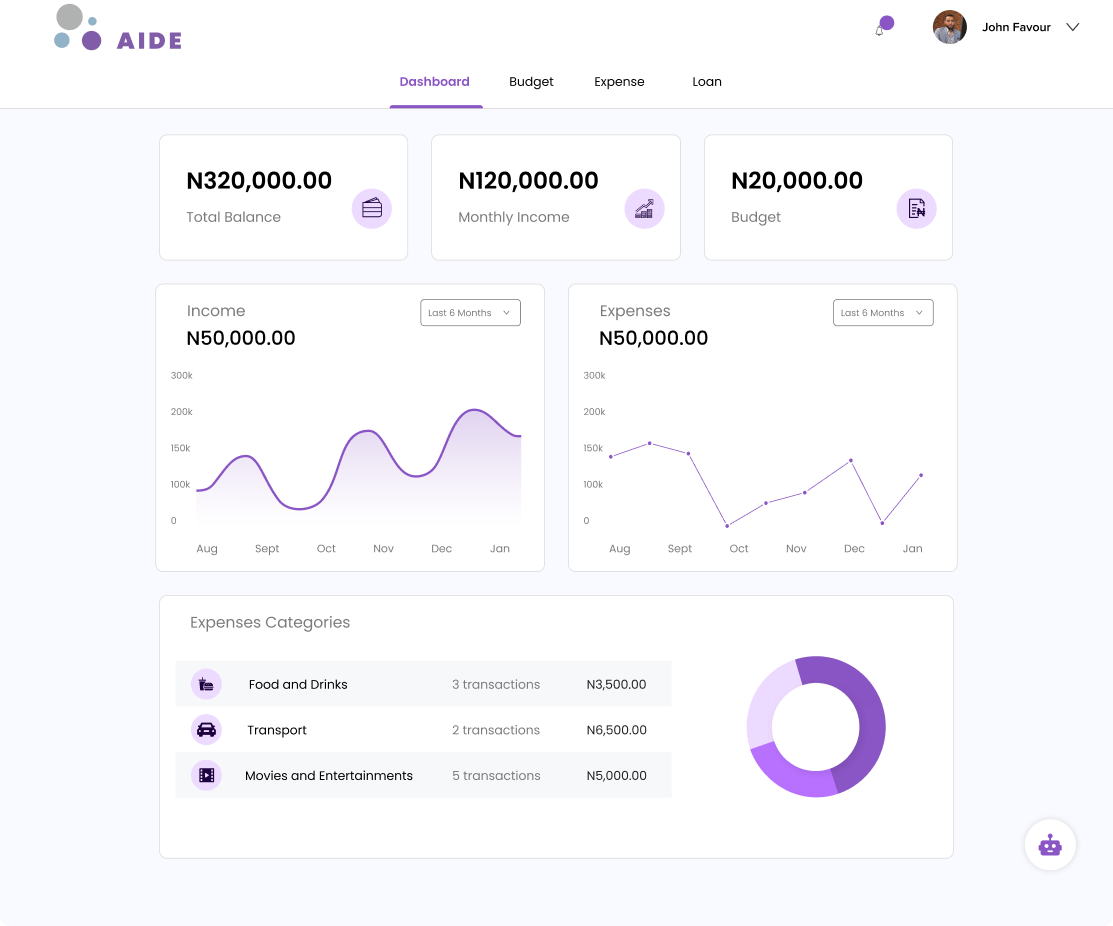 AIDE
John Favour
Dashboard Budget Expense Loan
N320,000.00
Total Balance
N120,000.00
Monthly Income
N20,000.00
Budget
Income
N50,000.00
Last 6 Months
300k
200k
150k
100k
0
Aug Sept Oct Nov Dec Jan
Expenses
N50,000.00
Last 6 Months
300k
200k
150k
100k
0
Aug Sept Oct Nov Dec Jan
Expenses Categories
Food and Drinks 3 transactions N3,500.00
Transport 2 transactions N6,500.00
Movies and Entertainments 5 transactions N5,000.00